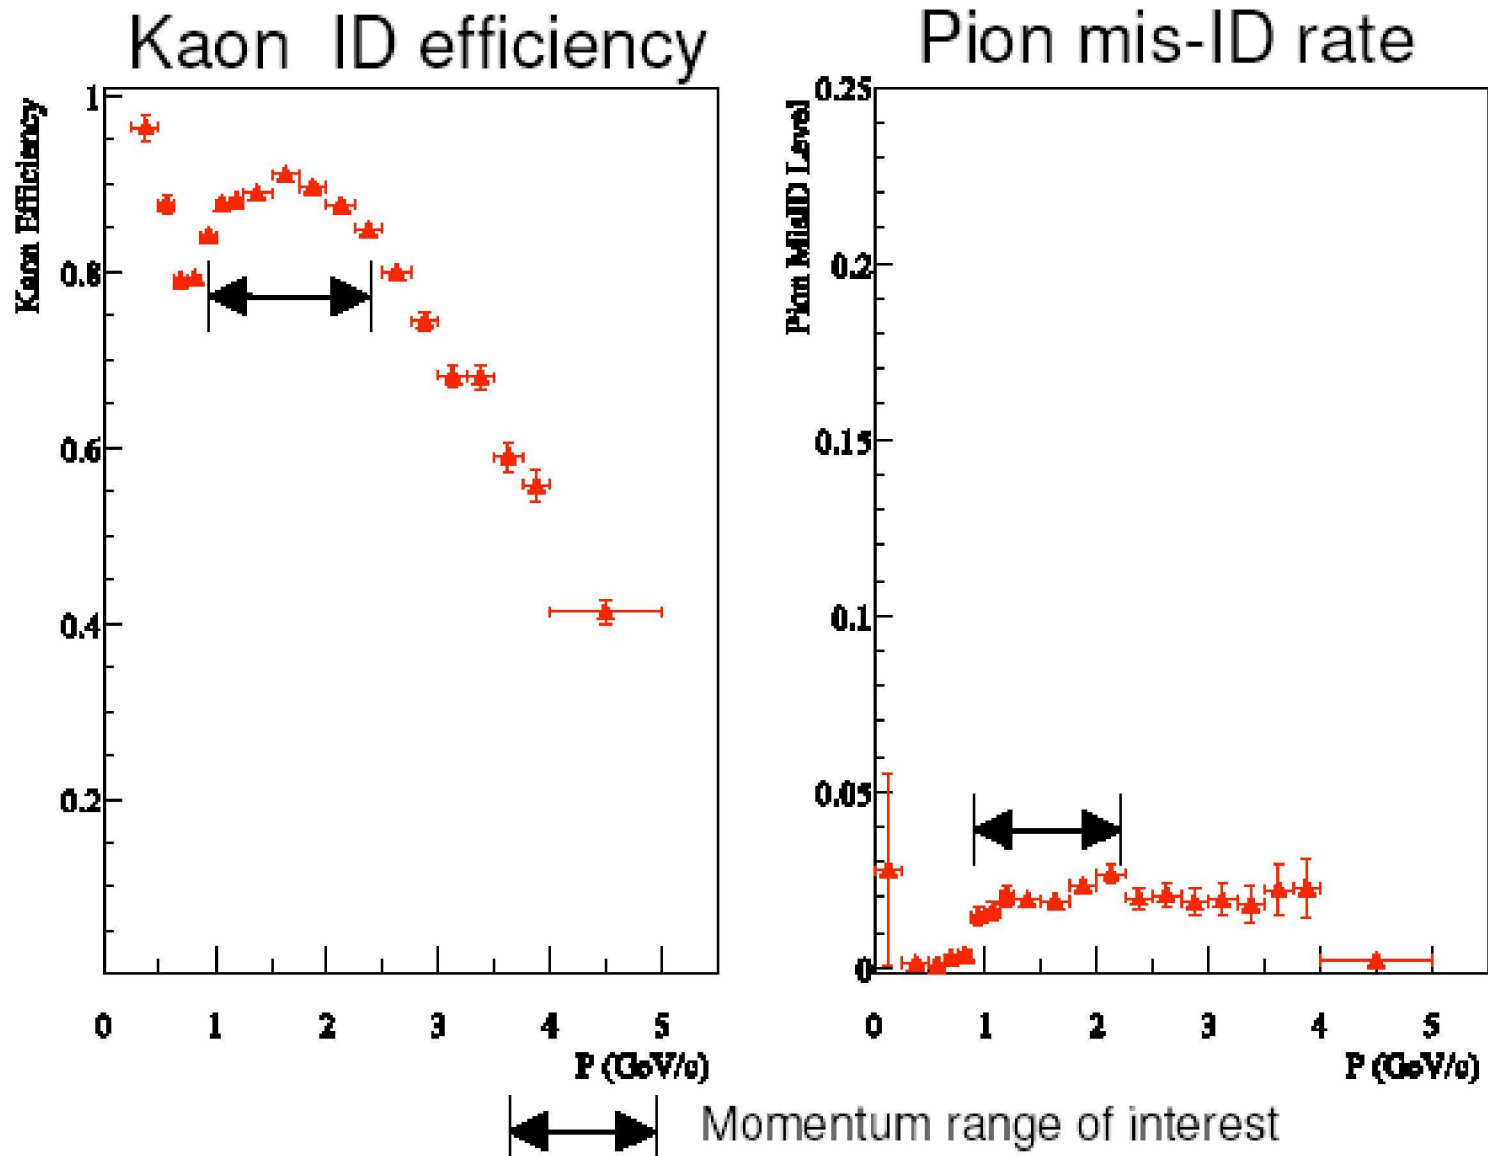 Kaon ID efficiency
Pion mis-ID rate
Kaon Efficiency
1
0.8
0.6
0.4
0.2
0 1 2 3 4 5
P (GeV/c)
Pion MisID Level
0.25
0.2
0.15
0.1
0.05
0
0 1 2 3 4 5
P (GeV/c)
Momentum range of interest